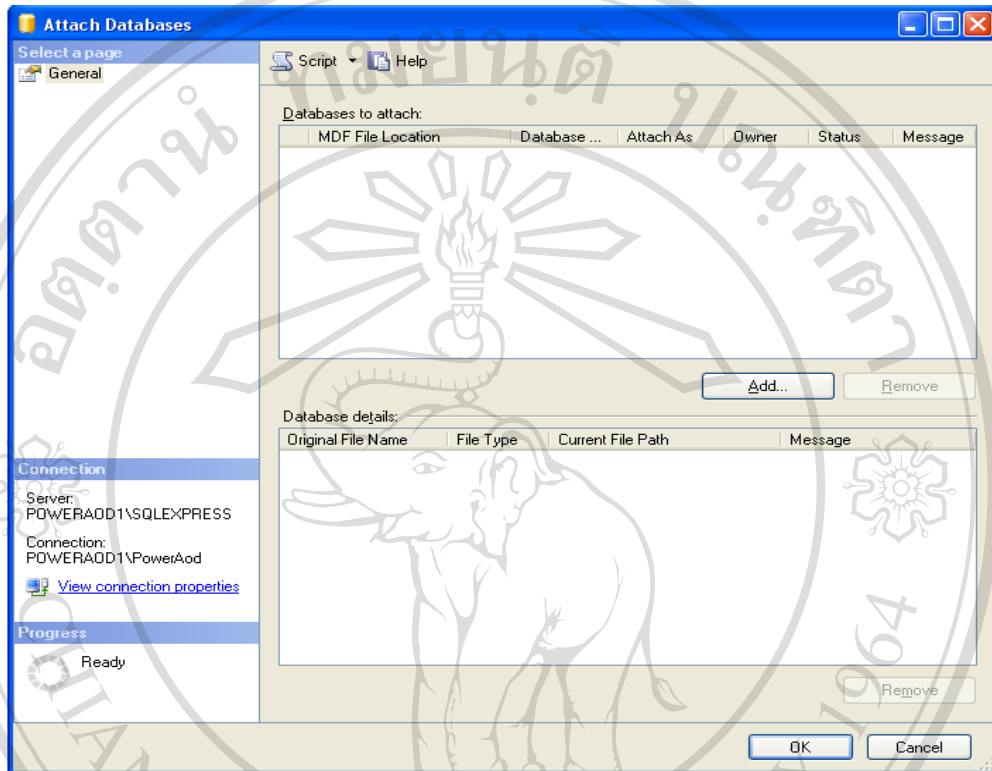 Attach Databases
Select a page
General
Script
Help
Databases to attach:
MDF File Location
Database ...
Attach As
Owner
Status
Message
Add...
Remove
Database details:
Original File Name
File Type
Current File Path
Message
Connection
Server:
POWERAOD1\SQLEXPRESS
Connection:
POWERAOD1\PowerAod
View connection properties
Progress
Ready
Remove
OK
Cancel
1964